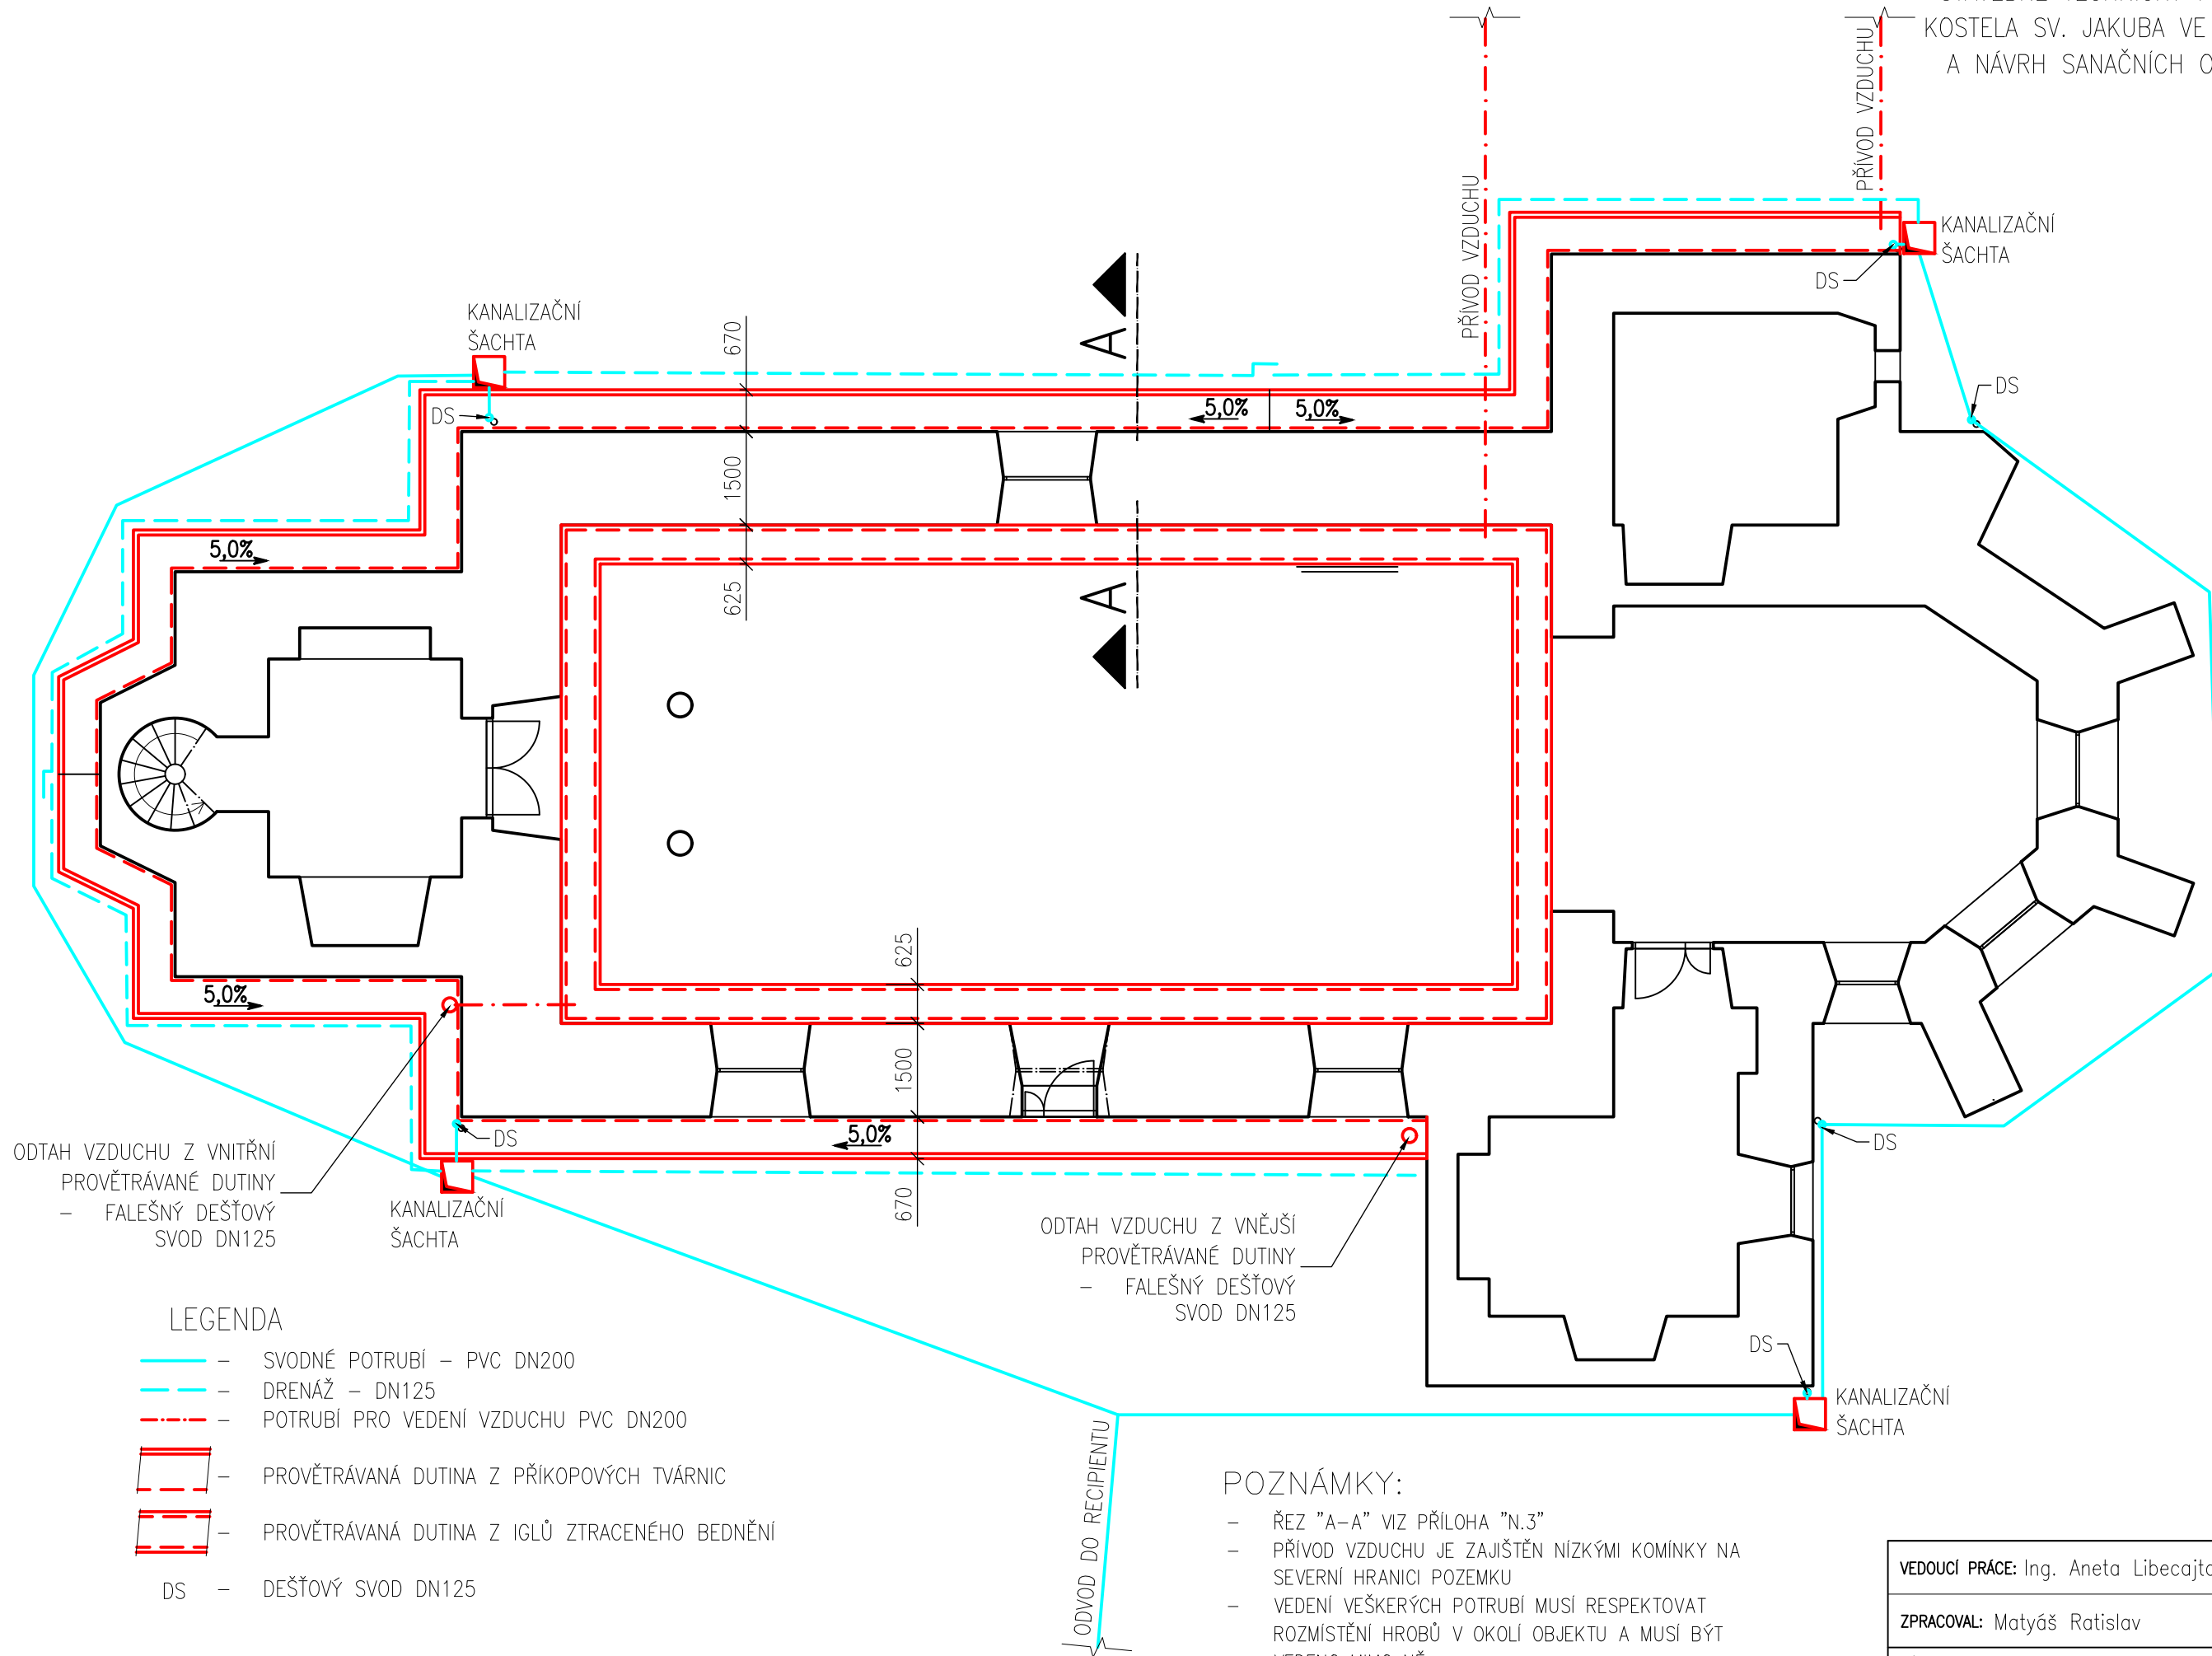 KOSTELA SV. JAKUBA VE
A NÁVRH SANAČNÍCH
PŘÍVOD VZDUCHU
PŘÍVOD VZDUCHU
KANALIZAČNÍ
ŠACHTA
DS
DS
KANALIZAČNÍ
ŠACHTA
DS
670
1500
625
A
A
5,0%
5,0%
5,0%
5,0%
625
1500
670
5,0%
DS
DS
DS
ODTAH VZDUCHU Z VNITŘNÍ
PROVĚTRÁVANÉ DUTINY
– FALEŠNÝ DEŠŤOVÝ
SVOD DN125
KANALIZAČNÍ
ŠACHTA
ODTAH VZDUCHU Z VNĚJŠÍ
PROVĚTRÁVANÉ DUTINY
– FALEŠNÝ DEŠŤOVÝ
SVOD DN125
KANALIZAČNÍ
ŠACHTA
ODVOD DO RECIPIENTU
LEGENDA
– SVODNÉ POTRUBÍ – PVC DN200
– DRENÁŽ – DN125
– POTRUBÍ PRO VEDENÍ VZDUCHU PVC DN200
– PROVĚTRÁVANÁ DUTINA Z PŘÍKOPOVÝCH TVÁRNIC
– PROVĚTRÁVANÁ DUTINA Z IGLŮ ZTRACENÉHO BEDNĚNÍ
DS – DEŠŤOVÝ SVOD DN125
POZNÁMKY:
– ŘEZ "A–A" VIZ PŘÍLOHA "N.3"
– PŘÍVOD VZDUCHU JE ZAJIŠTĚN NÍZKÝMI KOMÍNKY NA
SEVERNÍ HRANICI POZEMKU
– VEDENÍ VEŠKERÝCH POTRUBÍ MUSÍ RESPEKTOVAT
ROZMÍSTĚNÍ HROBŮ V OKOLÍ OBJEKTU A MUSÍ BÝT
VEDOUCÍ PRÁCE: Ing. Aneta
ZPRACOVAL: Matyáš Ratislav